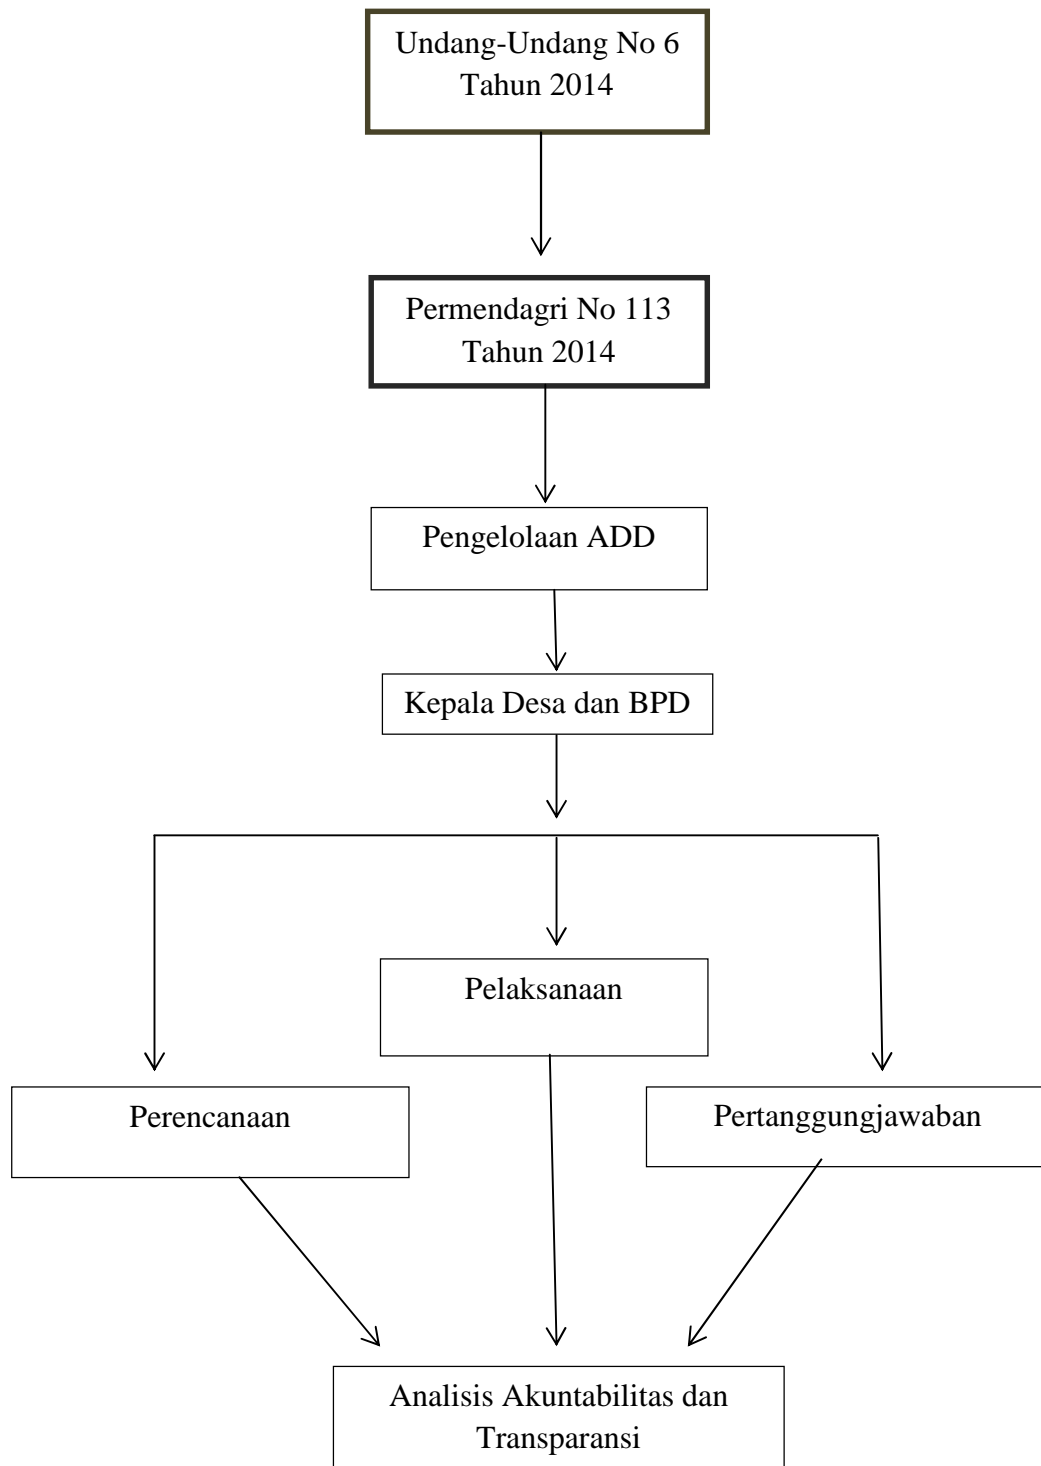 Undang-Undang No 6
Tahun 2014
Permendagri No 113
Tahun 2014
Pengelolaan ADD
Kepala Desa dan BPD
Pelaksanaan
Perencanaan
Pertanggungjawaban
Analisis Akuntabilitas dan
Transparansi